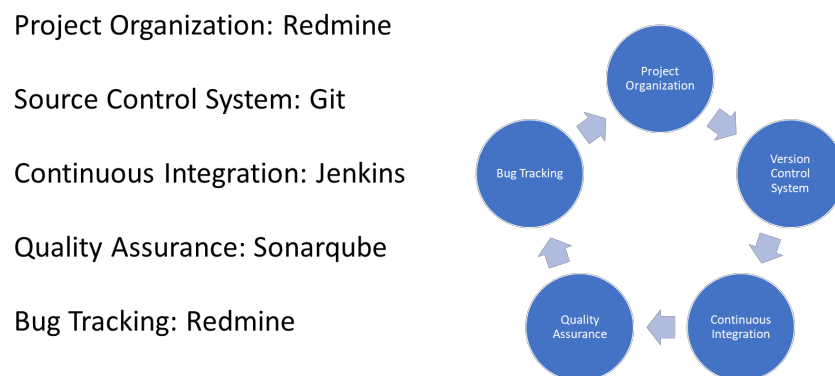 Project Organization: Redmine
Source Control System: Git
Continuous Integration: Jenkins
Quality Assurance: Sonarqube
Bug Tracking: Redmine
Project
Organization
Version
Control
System
Continuous
Integration
Quality
Assurance
Bug Tracking